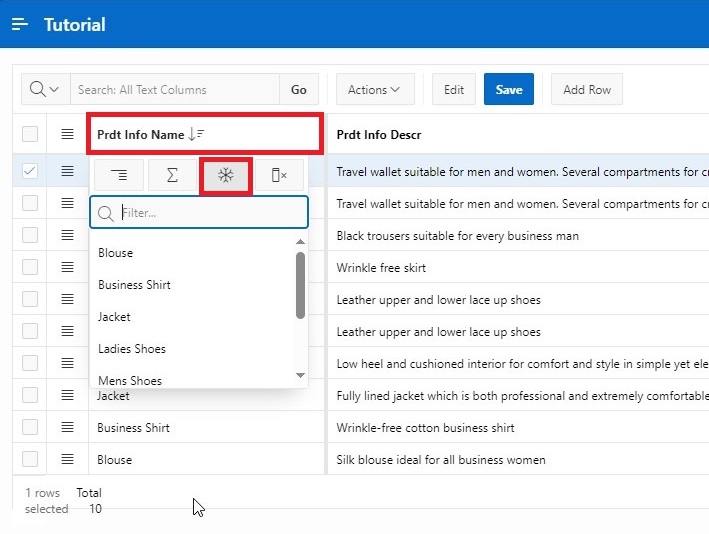 Tutorial
Search: All Text Columns
Go
Actions
Edit
Save
Add Row
Prdt Info Name
Prdt Info Descr
Travel wallet suitable for men and women. Several compartments for
Filter...
Travel wallet suitable for men and women. Several compartments for
Black trousers suitable for every business man
Blouse
Wrinkle free skirt
Business Shirt
Leather upper and lower lace up shoes
Jacket
Leather upper and lower lace up shoes
Ladies Shoes
Low heel and cushioned interior for comfort and style in simple yet
Mens Shoes
Jacket
Fully lined jacket which is both professional and extremely comfortable
Business Shirt
Wrinkle-free cotton business shirt
Blouse
Silk blouse ideal for all business women
1 rows Total
selected 10